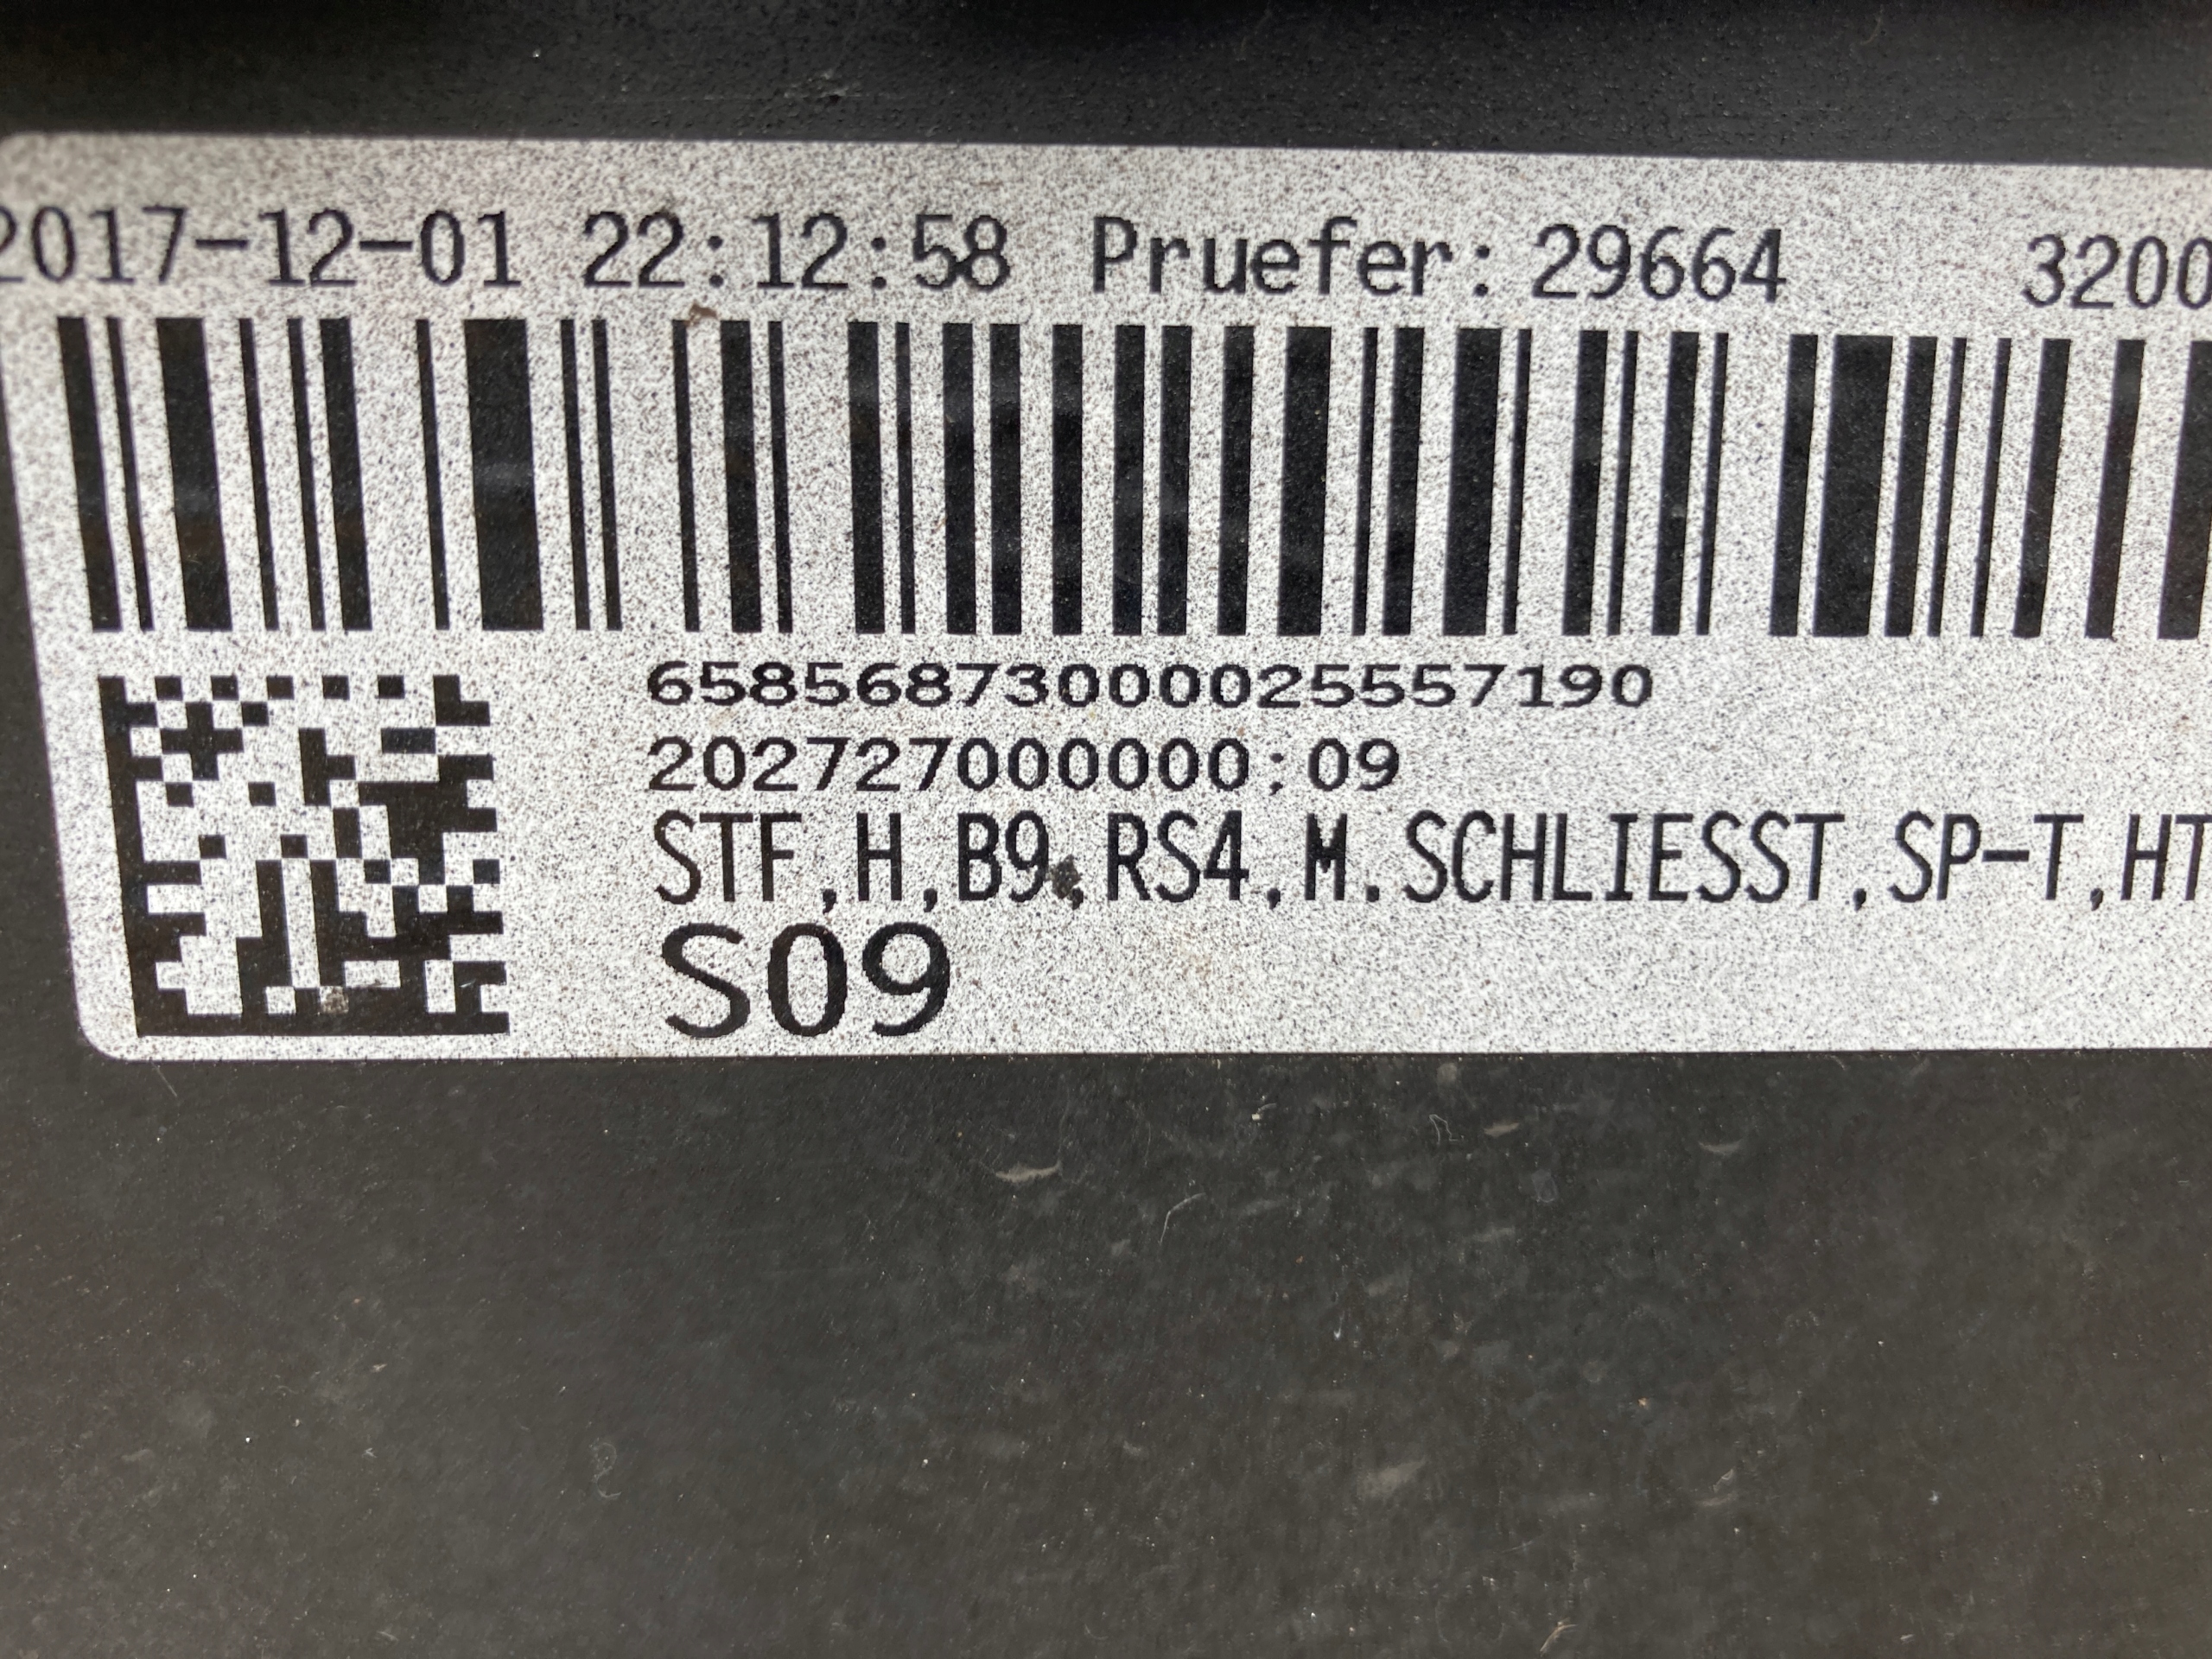 2017-12-01 22:12:58 Pruefer:29664 3200
65856873000025557190
202727000000:09
STF,H,B9,RS4,M.SCHLIESST,SP-T,HT
S09